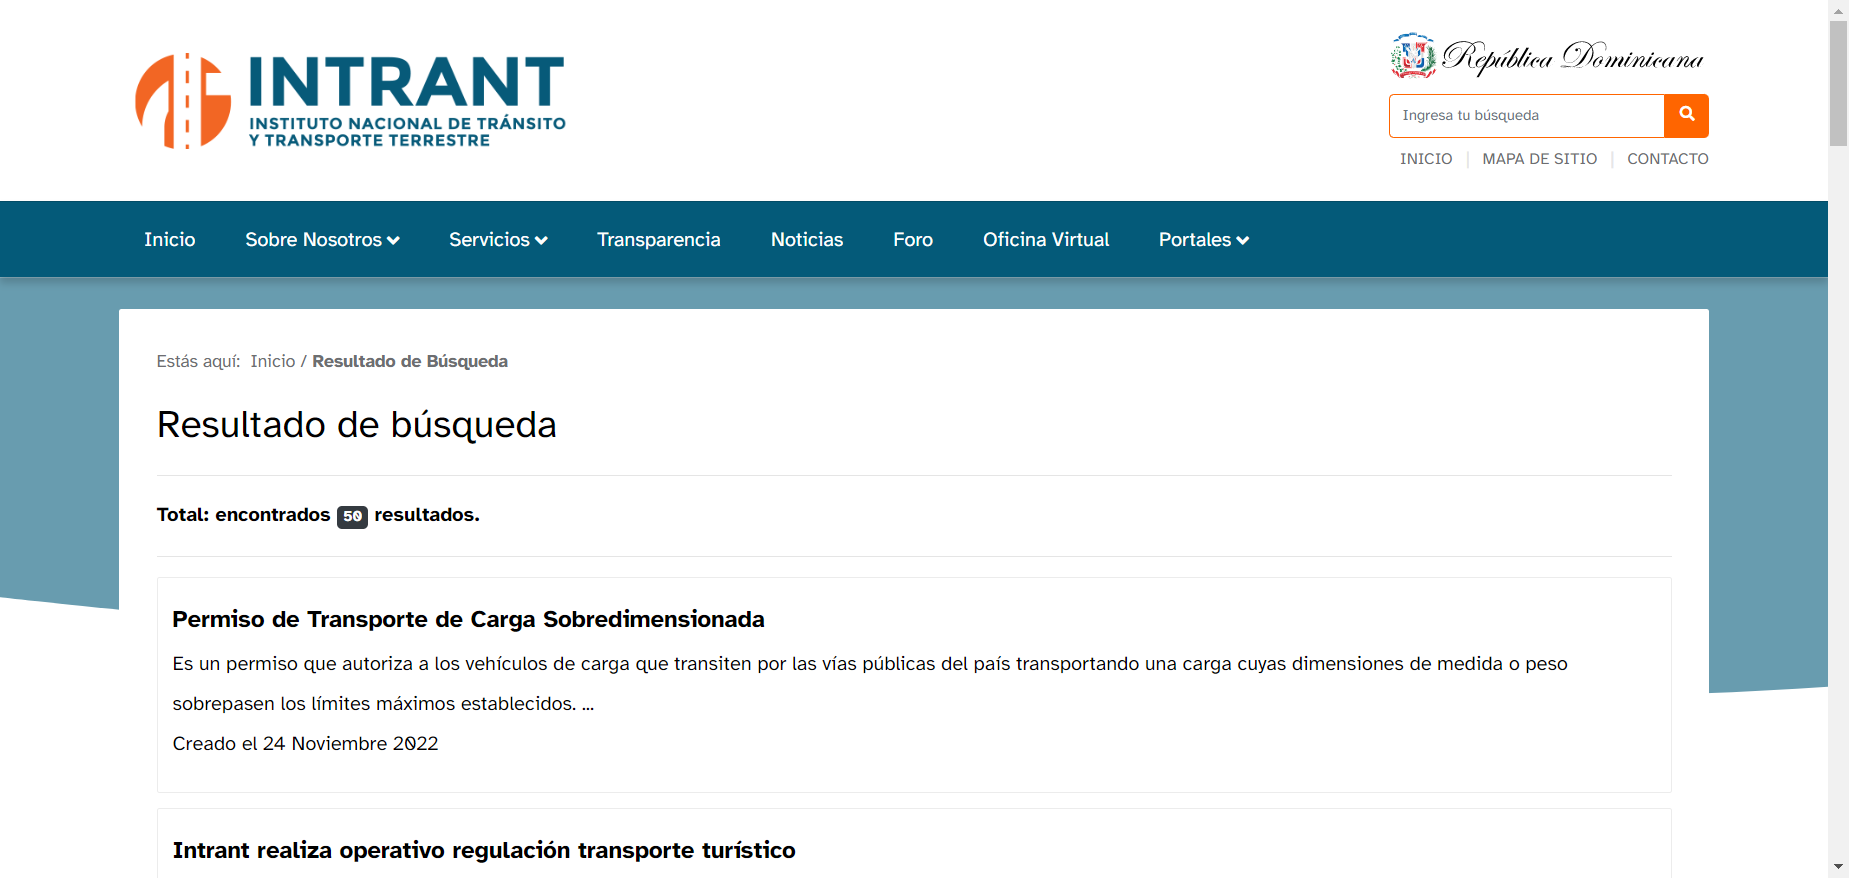 INTRANT
INSTITUTO NACIONAL DE TRÁNSITO
Y TRANSPORTE TERRESTRE
República Dominicana
Ingresa tu búsqueda
INICIO | MAPA DE SITIO | CONTACTO
Inicio Sobre Nosotros Servicios Transparencia Noticias Foro Oficina Virtual Portales
Estás aquí: Inicio / Resultado de Búsqueda
Resultado de búsqueda
Total: encontrados 50 resultados.
Permiso de Transporte de Carga Sobredimensionada
Es un permiso que autoriza a los vehículos de carga que transiten por las vías públicas del país transportando una carga cuyas dimensiones de medida o peso
sobrepasen los límites máximos establecidos. ...
Creado el 24 Noviembre 2022
Intrant realiza operativo regulación transporte turístico